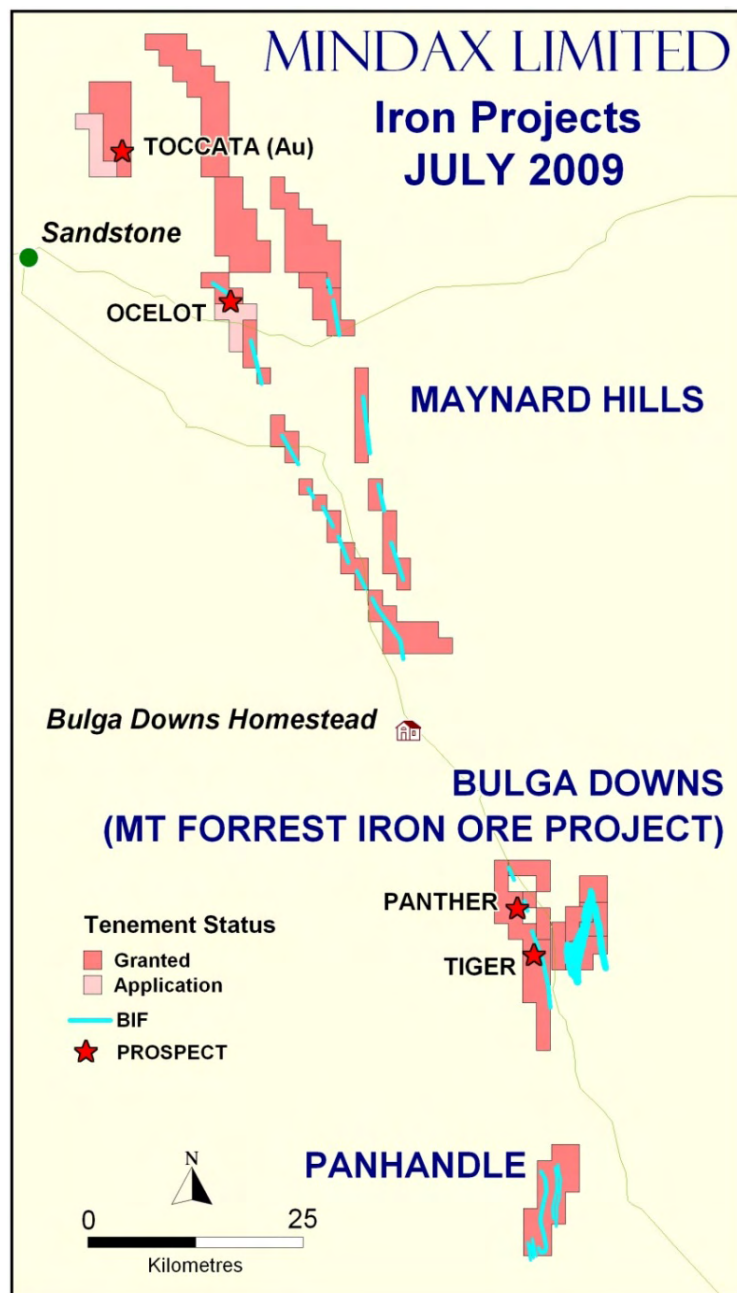 MINDAX LIMITED
Iron Projects
JULY 2009
TOCCATA (Au)
Sandstone
OCELOT
MAYNARD HILLS
Bulga Downs Homestead
BULGA DOWNS
(MT FORREST IRON ORE PROJECT)
PANTHER
TIGER
Tenement Status
Granted
Application
BIF
PROSPECT
PANHANDLE
N
0 25
Kilometres